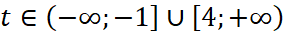 t ∈ (−∞; −1] ∪ [4; +∞)